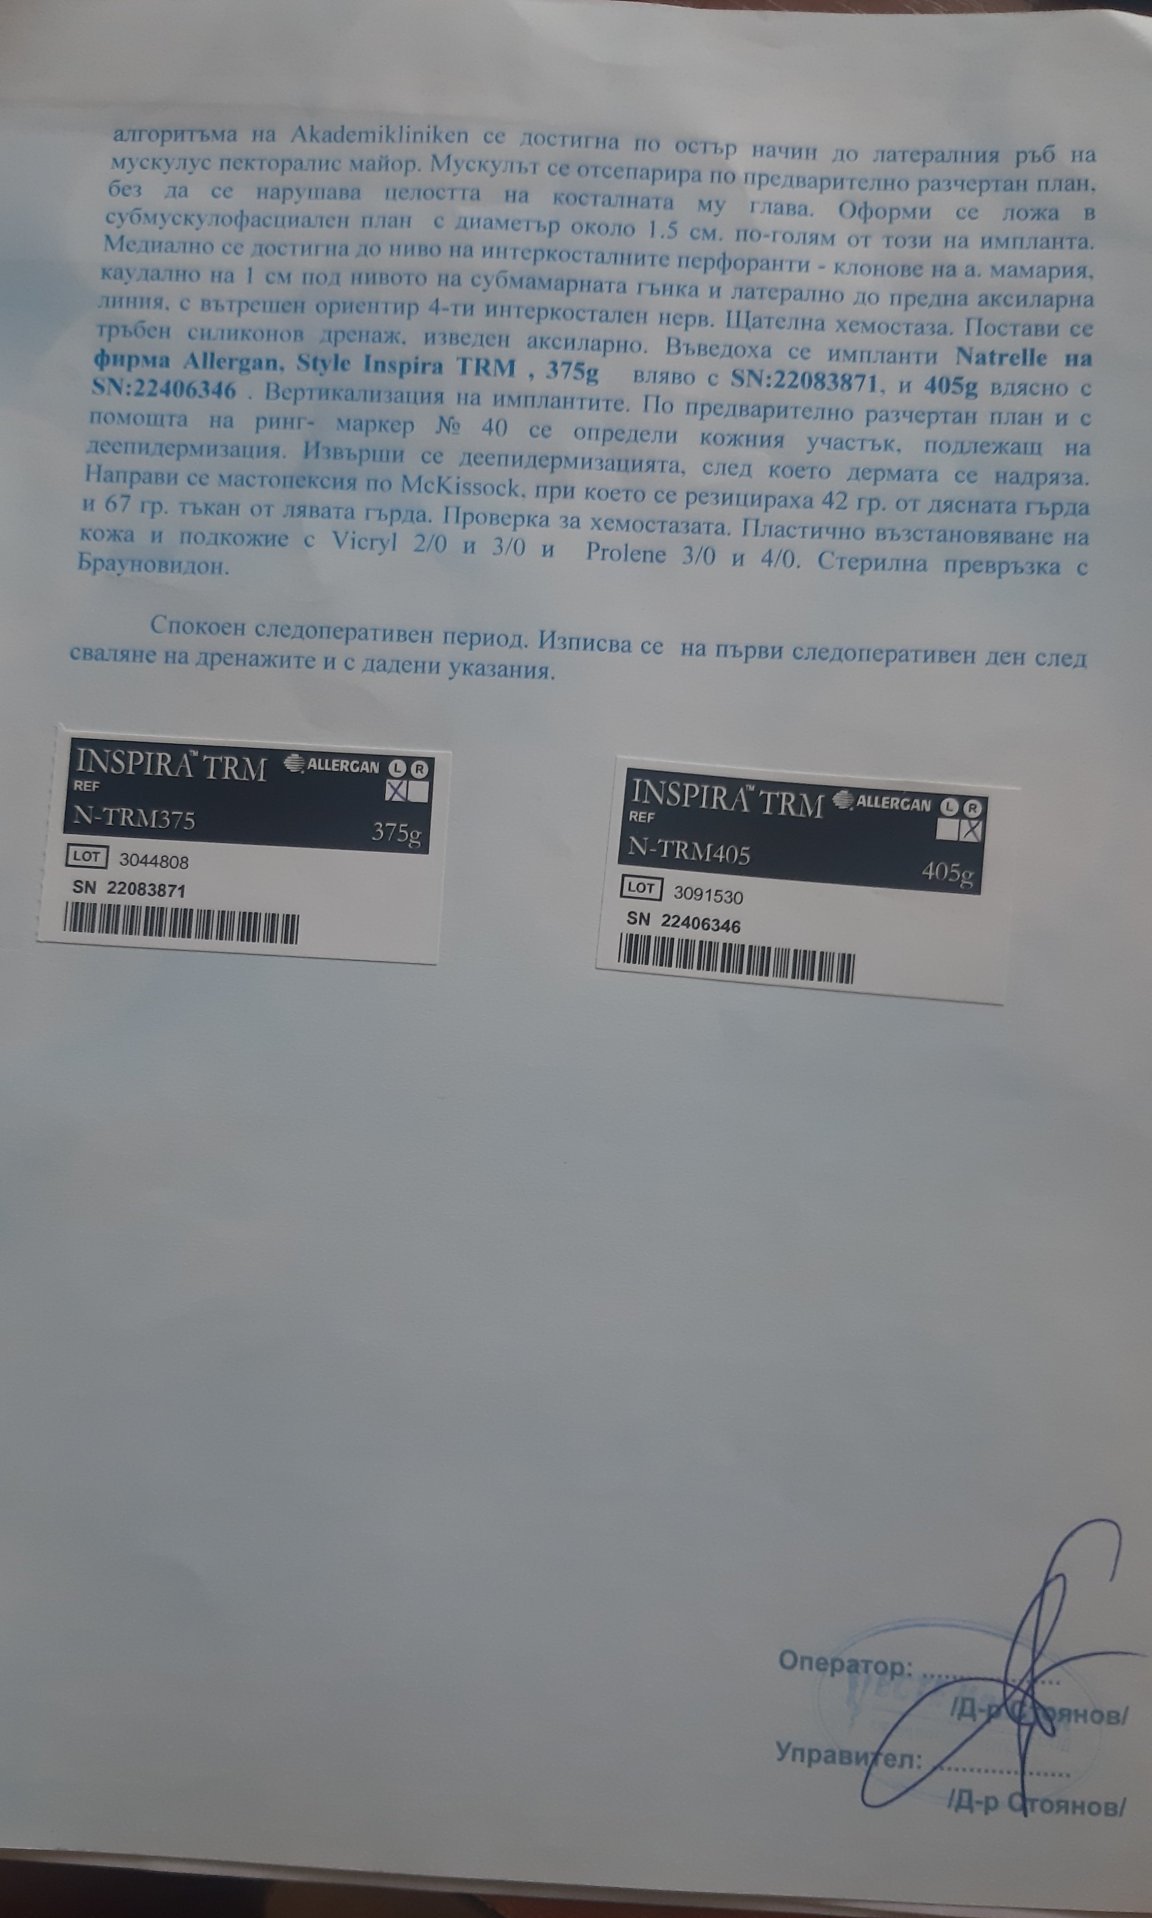 алгоритъма на Akademikliniken се достигна по остър начин до латералния ръб на
мускулус пекторалис майор. Мускулът се отсепарира по предварително разчертан план,
без да се нарушава целостта на косталната му глава. Оформи се ложа в
субмускулофасциален план с диаметър около 1.5 см. по-голям от този на импланта.
Медиално се достигна до ниво на интеркосталните перфоранти - клонове на а. мамария,
каудално на 1 см под нивото на субмамарната гънка и латерално до предна аксиларна
линия, с вътрешен ориентир 4-ти интеркостален нерв. Щателна хемостаза. Постави се
тръбен силиконов дренаж, изведен аксиларно. Въведоха се импланти Natrelle на
фирма Allergan, Style Inspira TRM , 375g вляво с SN:22083871, и 405g вдясно с
SN:22406346 . Вертикализация на имплантите. По предварително разчертан план и с
помощта на ринг- маркер № 40 се определи кожния участък, подлежащ на
деепидермизация. Извърши се деепидермизацията, след което дермата се надряза.
Направи се мастопексия по McKissock, при което се резицираха 42 гр. от дясната гърда
и 67 гр. тъкан от лявата гърда. Проверка за хемостазата. Пластично възстановяване на
кожа и подкожие с Vicryl 2/0 и 3/0 и Prolene 3/0 и 4/0. Стерилна превръзка с
Брауновидон.
Спокоен следоперативен период. Изписва се на първи следоперативен ден след
сваляне на дренажите и с дадени указания.
INSPIRA™ TRM ALLERGAN L R
REF X
N-TRM375 375g
LOT 3044808
SN 22083871
INSPIRA™ TRM ALLERGAN L R
REF X
N-TRM405 405g
LOT 3091530
SN 22406346
Оператор: ....................
/Д-р Стоянов/
Управител: ....................
/Д-р Стоянов/